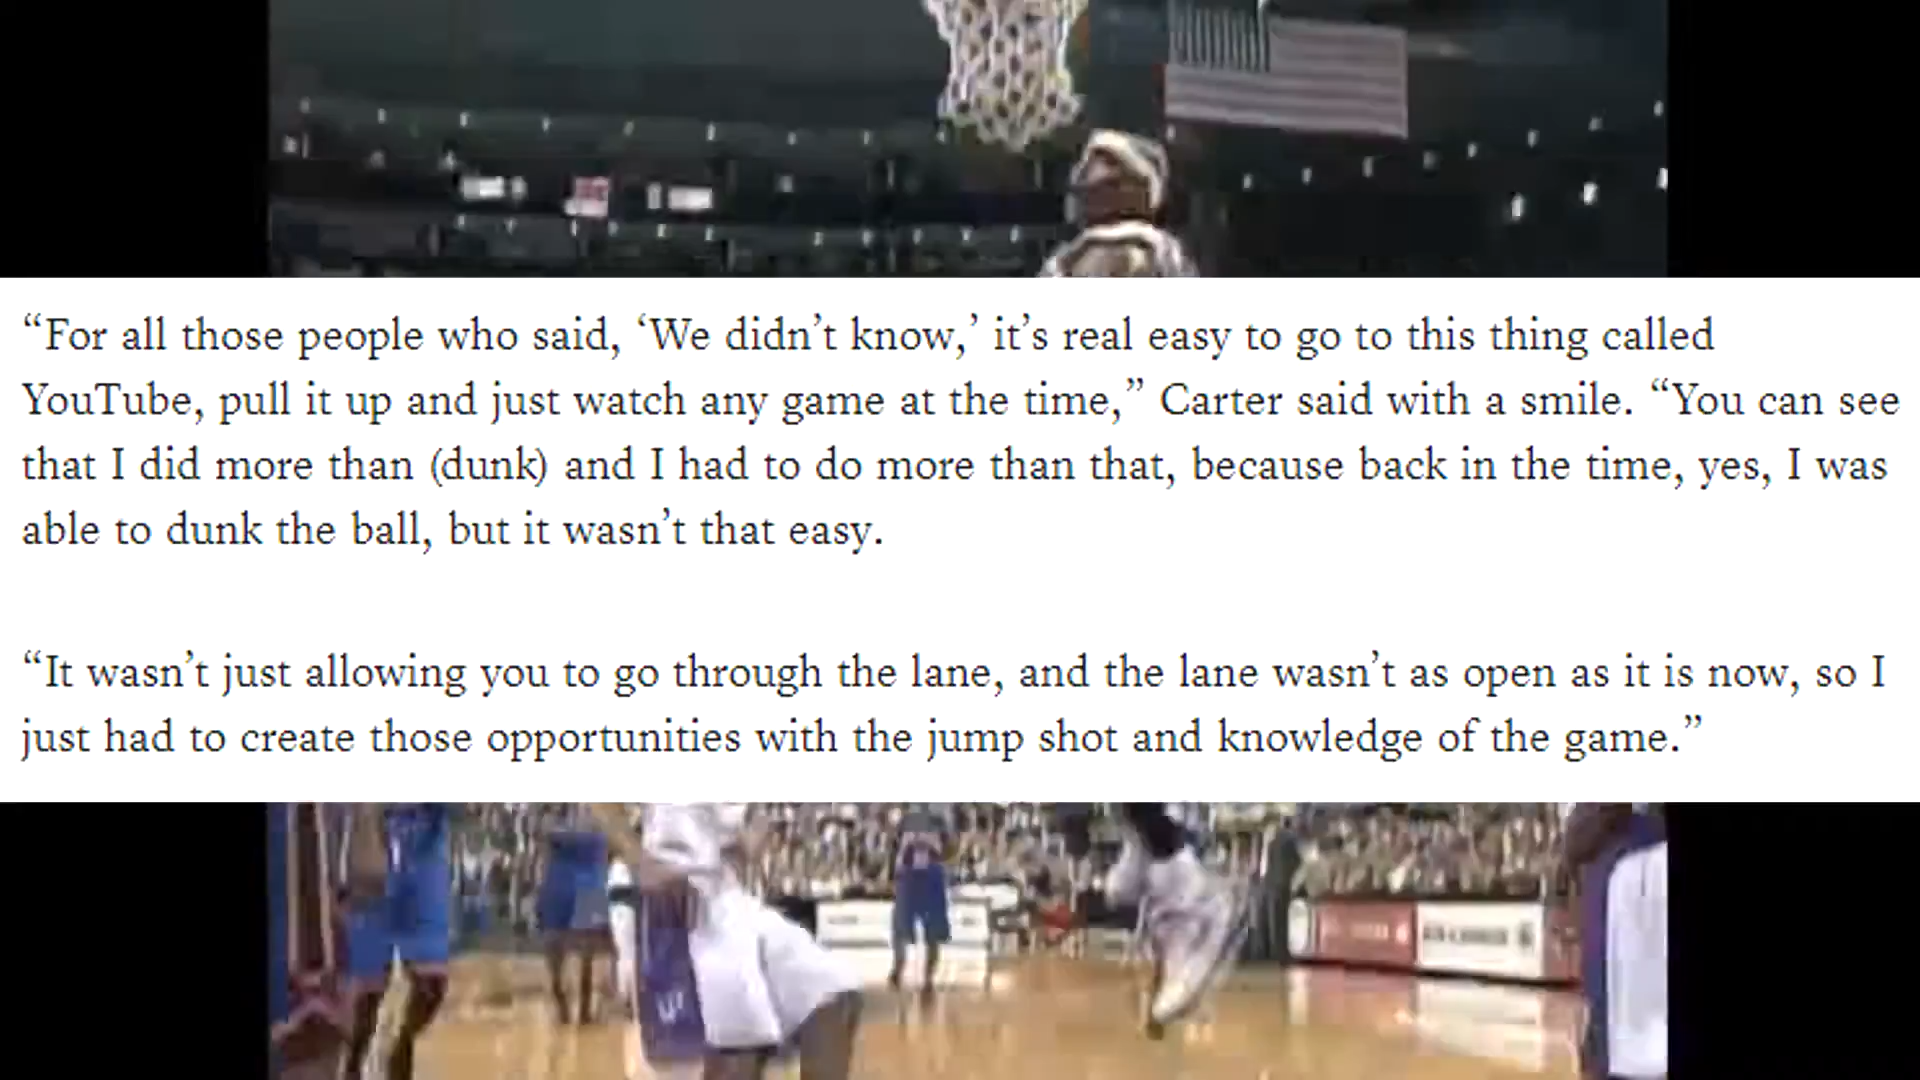 “For all those people who said, ‘We didn’t know,’ it’s real easy to go to this thing called
YouTube, pull it up and just watch any game at the time,” Carter said with a smile. “You can see
that I did more than (dunk) and I had to do more than that, because back in the time, yes, I was
able to dunk the ball, but it wasn’t that easy.
“It wasn’t just allowing you to go through the lane, and the lane wasn’t as open as it is now, so I
just had to create those opportunities with the jump shot and knowledge of the game.”